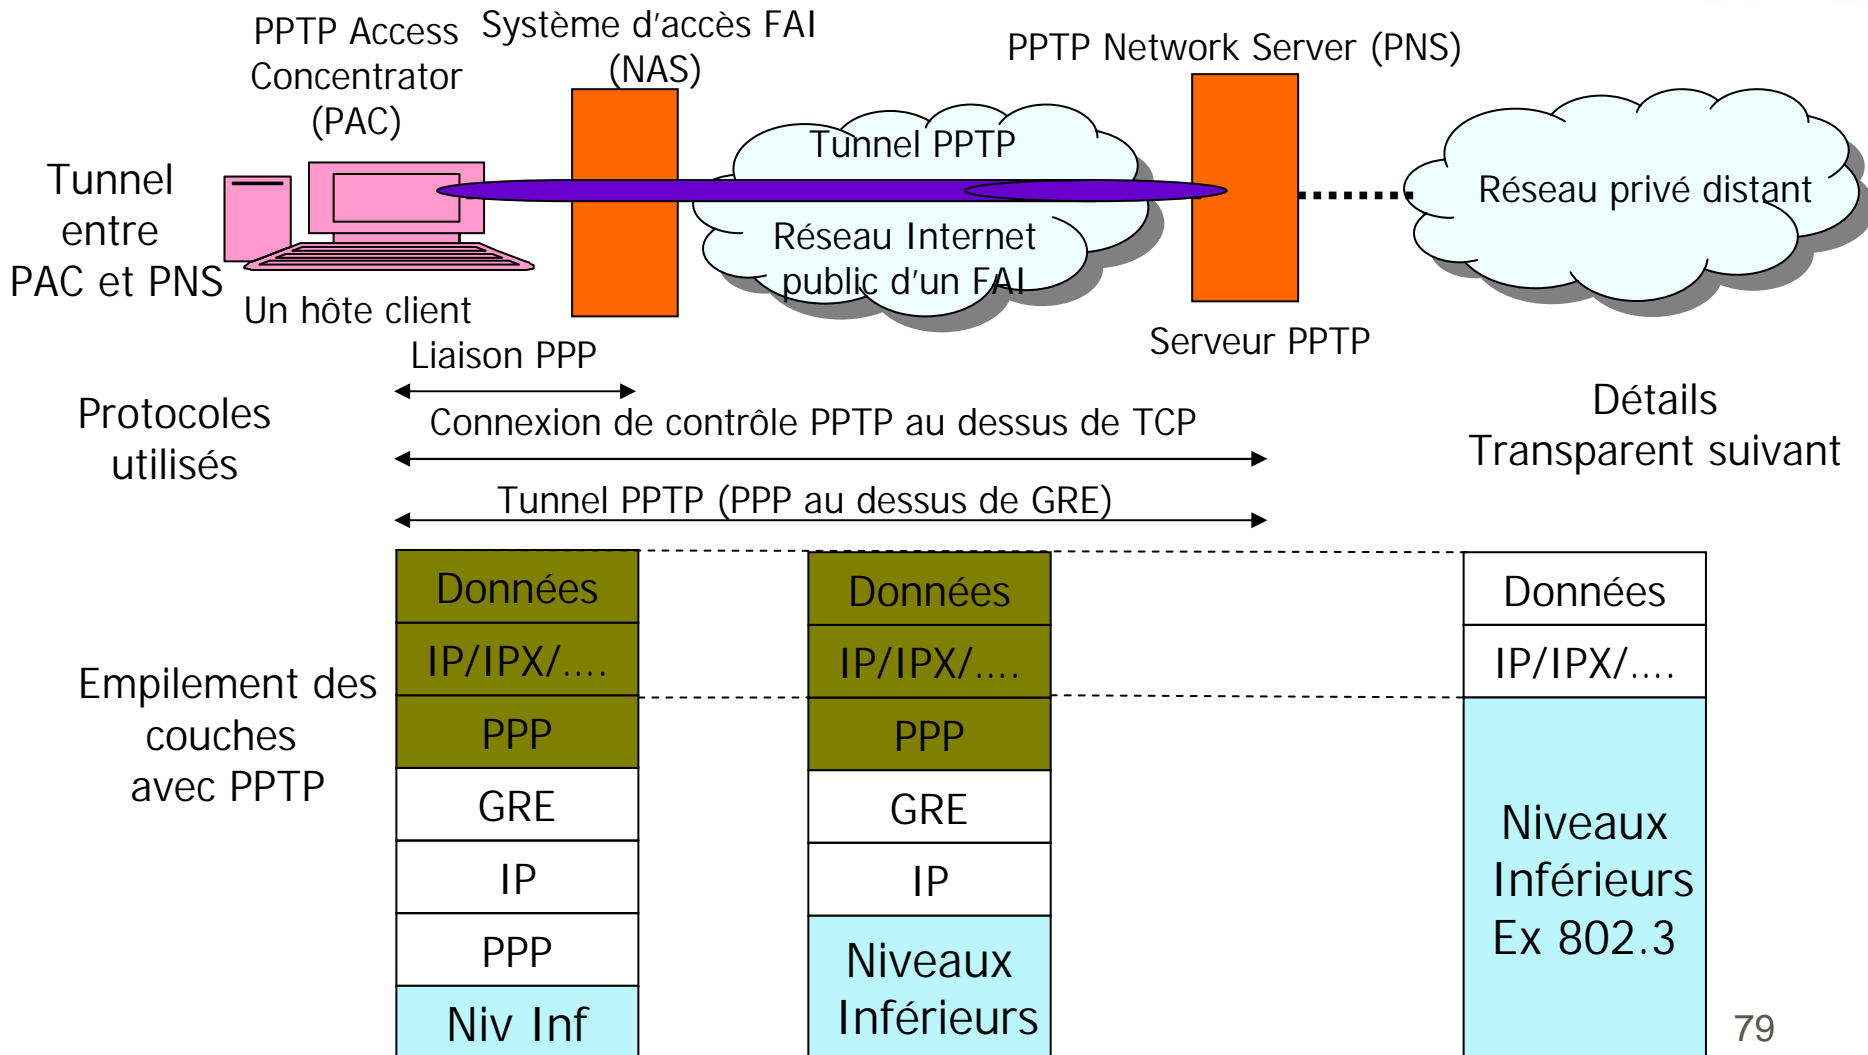 PPTP Access
Concentrator
(PAC)
Système d'accès FAI
(NAS)
PPTP Network Server (PNS)
Tunnel
entre
PAC et PNS
Tunnel PPTP
Réseau Internet
public d'un FAI
Réseau privé distant
Un hôte client
Serveur PPTP
Liaison PPP
Protocoles
utilisés
Connexion de contrôle PPTP au dessus de TCP
Détails
Transparent suivant
Tunnel PPTP (PPP au dessus de GRE)
Empilement des
couches
avec PPTP
Données
IP/IPX/....
PPP
GRE
IP
PPP
Niv Inf
Données
IP/IPX/....
PPP
GRE
IP
Niveaux
Inférieurs
Données
IP/IPX/....
Niveaux
Inférieurs
Ex 802.3
79